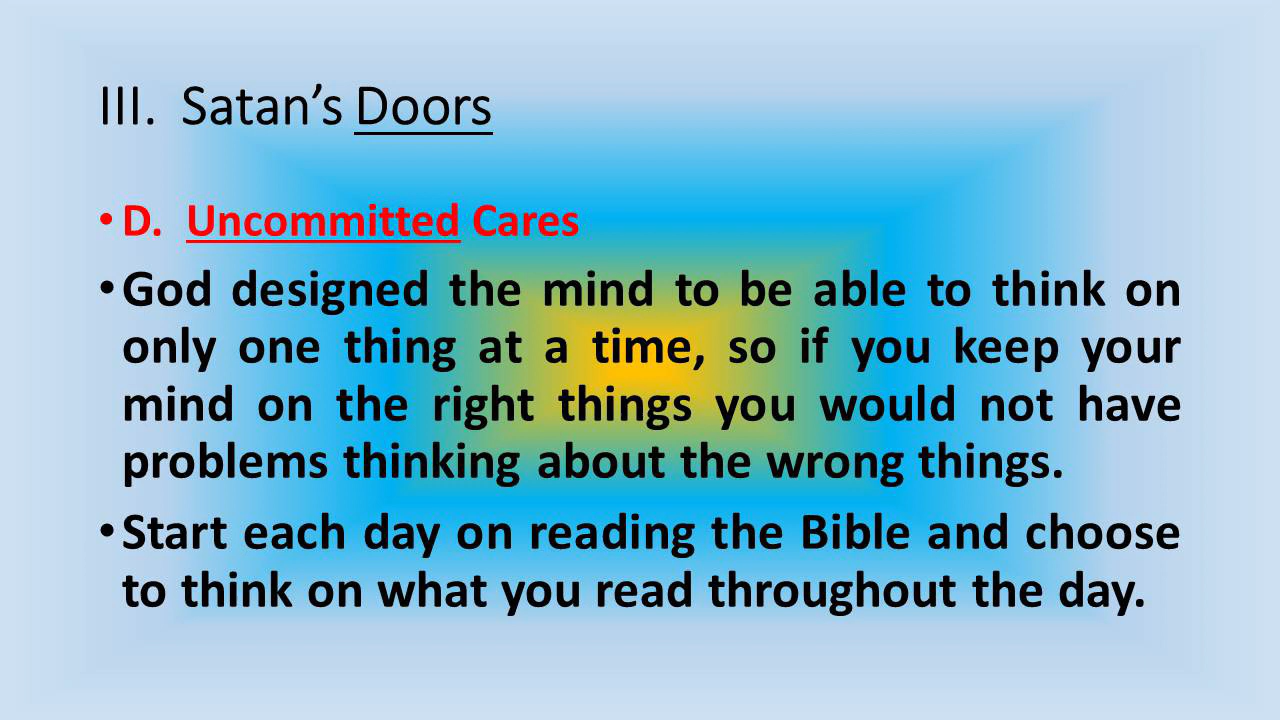 III.  Satan’s Doors
• D.  Uncommitted Cares
• God designed the mind to be able to think on
only one thing at a time, so if you keep your
mind on the right things you would not have
problems thinking about the wrong things.
• Start each day on reading the Bible and choose
to think on what you read throughout the day.